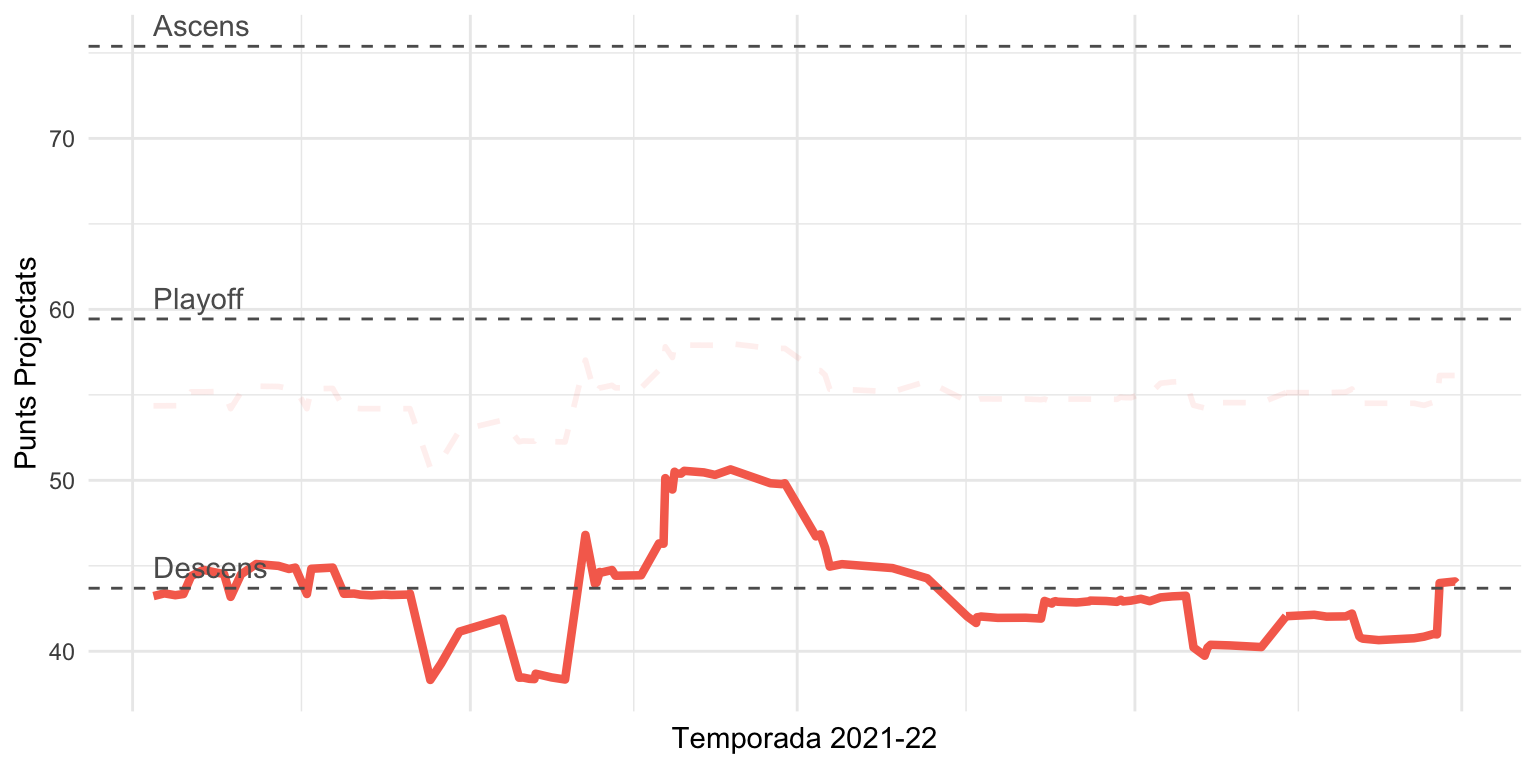 Ascens
70
Playoff
60
50
Descens
40
Punts Projectats
Temporada 2021-22